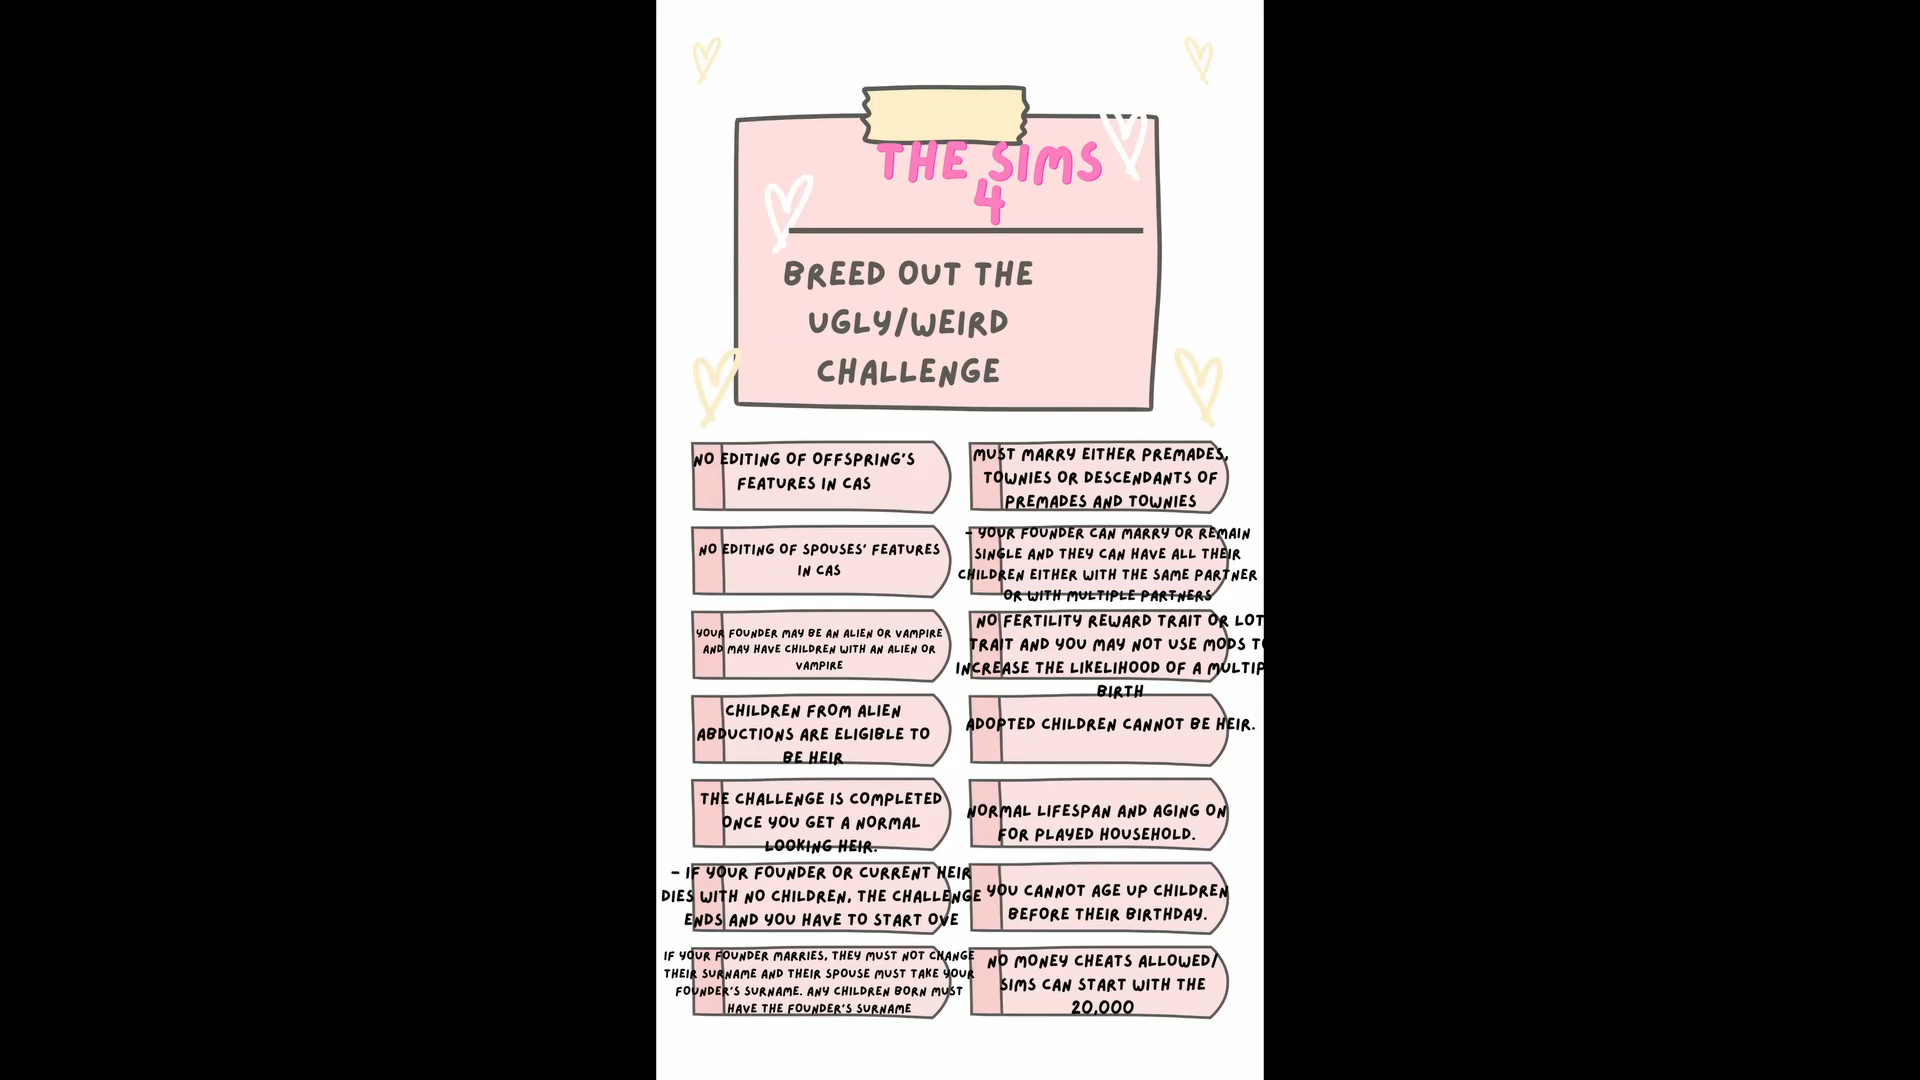 THE SIMS
4
BREED OUT THE
UGLY/WEIRD
CHALLENGE
NO EDITING OF OFFSPRING'S
FEATURES IN CAS
MUST MARRY EITHER PREMADES,
TOWNIES OR DESCENDANTS OF
PREMADES AND TOWNIES
NO EDITING OF SPOUSES' FEATURES
IN CAS
- YOUR FOUNDER CAN MARRY OR REMAIN
SINGLE AND THEY CAN HAVE ALL THEIR
CHILDREN EITHER WITH THE SAME PARTNER
OR WITH MULTIPLE PARTNERS
YOUR FOUNDER MAY BE AN ALIEN OR VAMPIRE
AND MAY HAVE CHILDREN WITH AN ALIEN OR
VAMPIRE
NO FERTILITY REWARD TRAIT OR LOT
TRAIT AND YOU MAY NOT USE MODS TO
INCREASE THE LIKELIHOOD OF A MULTIP
BIRTH
CHILDREN FROM ALIEN
ABDUCTIONS ARE ELIGIBLE TO
BE HEIR
ADOPTED CHILDREN CANNOT BE HEIR.
THE CHALLENGE IS COMPLETED
ONCE YOU GET A NORMAL
LOOKING HEIR.
NORMAL LIFESPAN AND AGING ON
FOR PLAYED HOUSEHOLD.
- IF YOUR FOUNDER OR CURRENT HEIR
DIES WITH NO CHILDREN, THE CHALLENGE
ENDS AND YOU HAVE TO START OVE
YOU CANNOT AGE UP CHILDREN
BEFORE THEIR BIRTHDAY.
IF YOUR FOUNDER MARRIES, THEY MUST NOT CHANGE
THEIR SURNAME AND THEIR SPOUSE MUST TAKE YOUR
FOUNDER'S SURNAME. ANY CHILDREN BORN MUST
HAVE THE FOUNDER'S SURNAME
NO MONEY CHEATS ALLOWED/
SIMS CAN START WITH THE
20,000